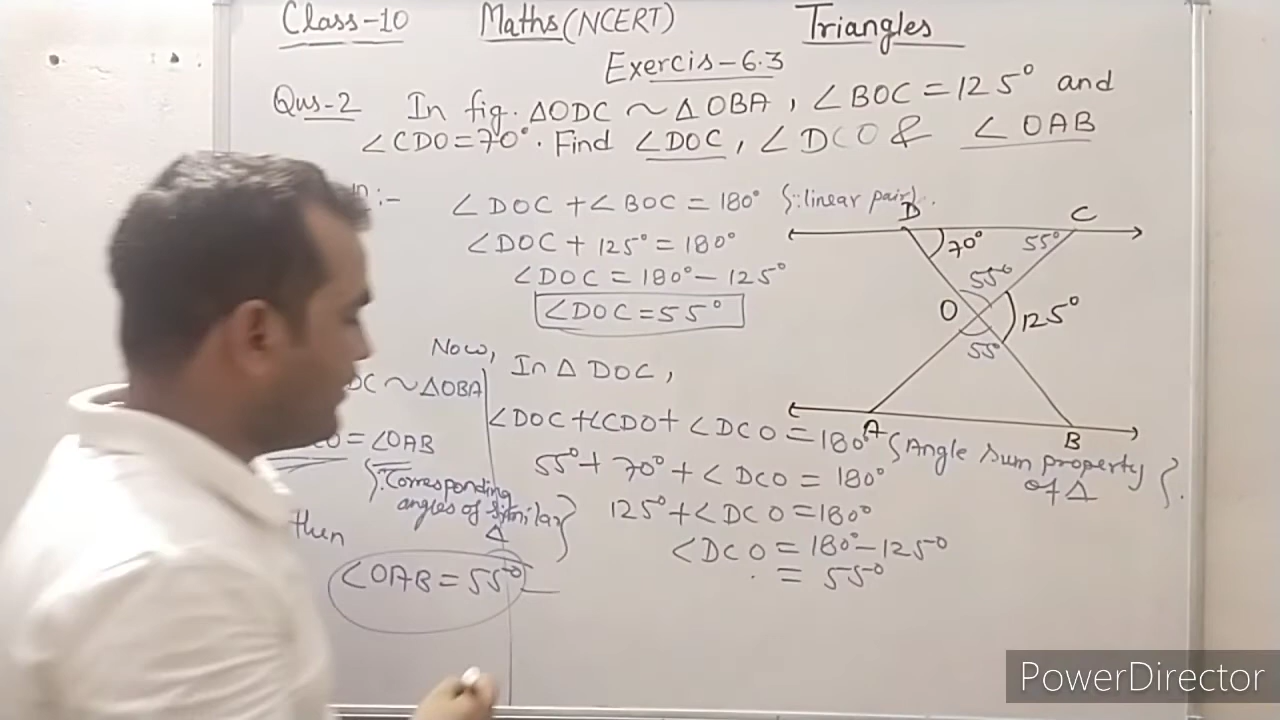 Class-10 Maths (NCERT) Triangles
Exercis-6.3
Qus-2 In fig. ΔODC ~ ΔOBA, ∠BOC = 125° and
∠CDO = 70°. Find ∠DOC, ∠DCO & ∠OAB
:- ∠DOC + ∠BOC = 180° {∵ linear pair}
∠DOC + 125° = 180°
∠DOC = 180° - 125°
∠DOC = 55°
Now, In Δ DOC,
∠DOC + ∠CDO + ∠DCO = 180° {Angle sum property
of Δ}.
55° + 70° + ∠DCO = 180°
125° + ∠DCO = 180°
∠DCO = 180° - 125°
= 55°
~ ΔOBA
= ∠OAB
{∵ Corresponding
angles of similar
Δ}
then
∠OAB = 55°
D C
70° 55°
55°
O 125°
55°
A B
PowerDirector